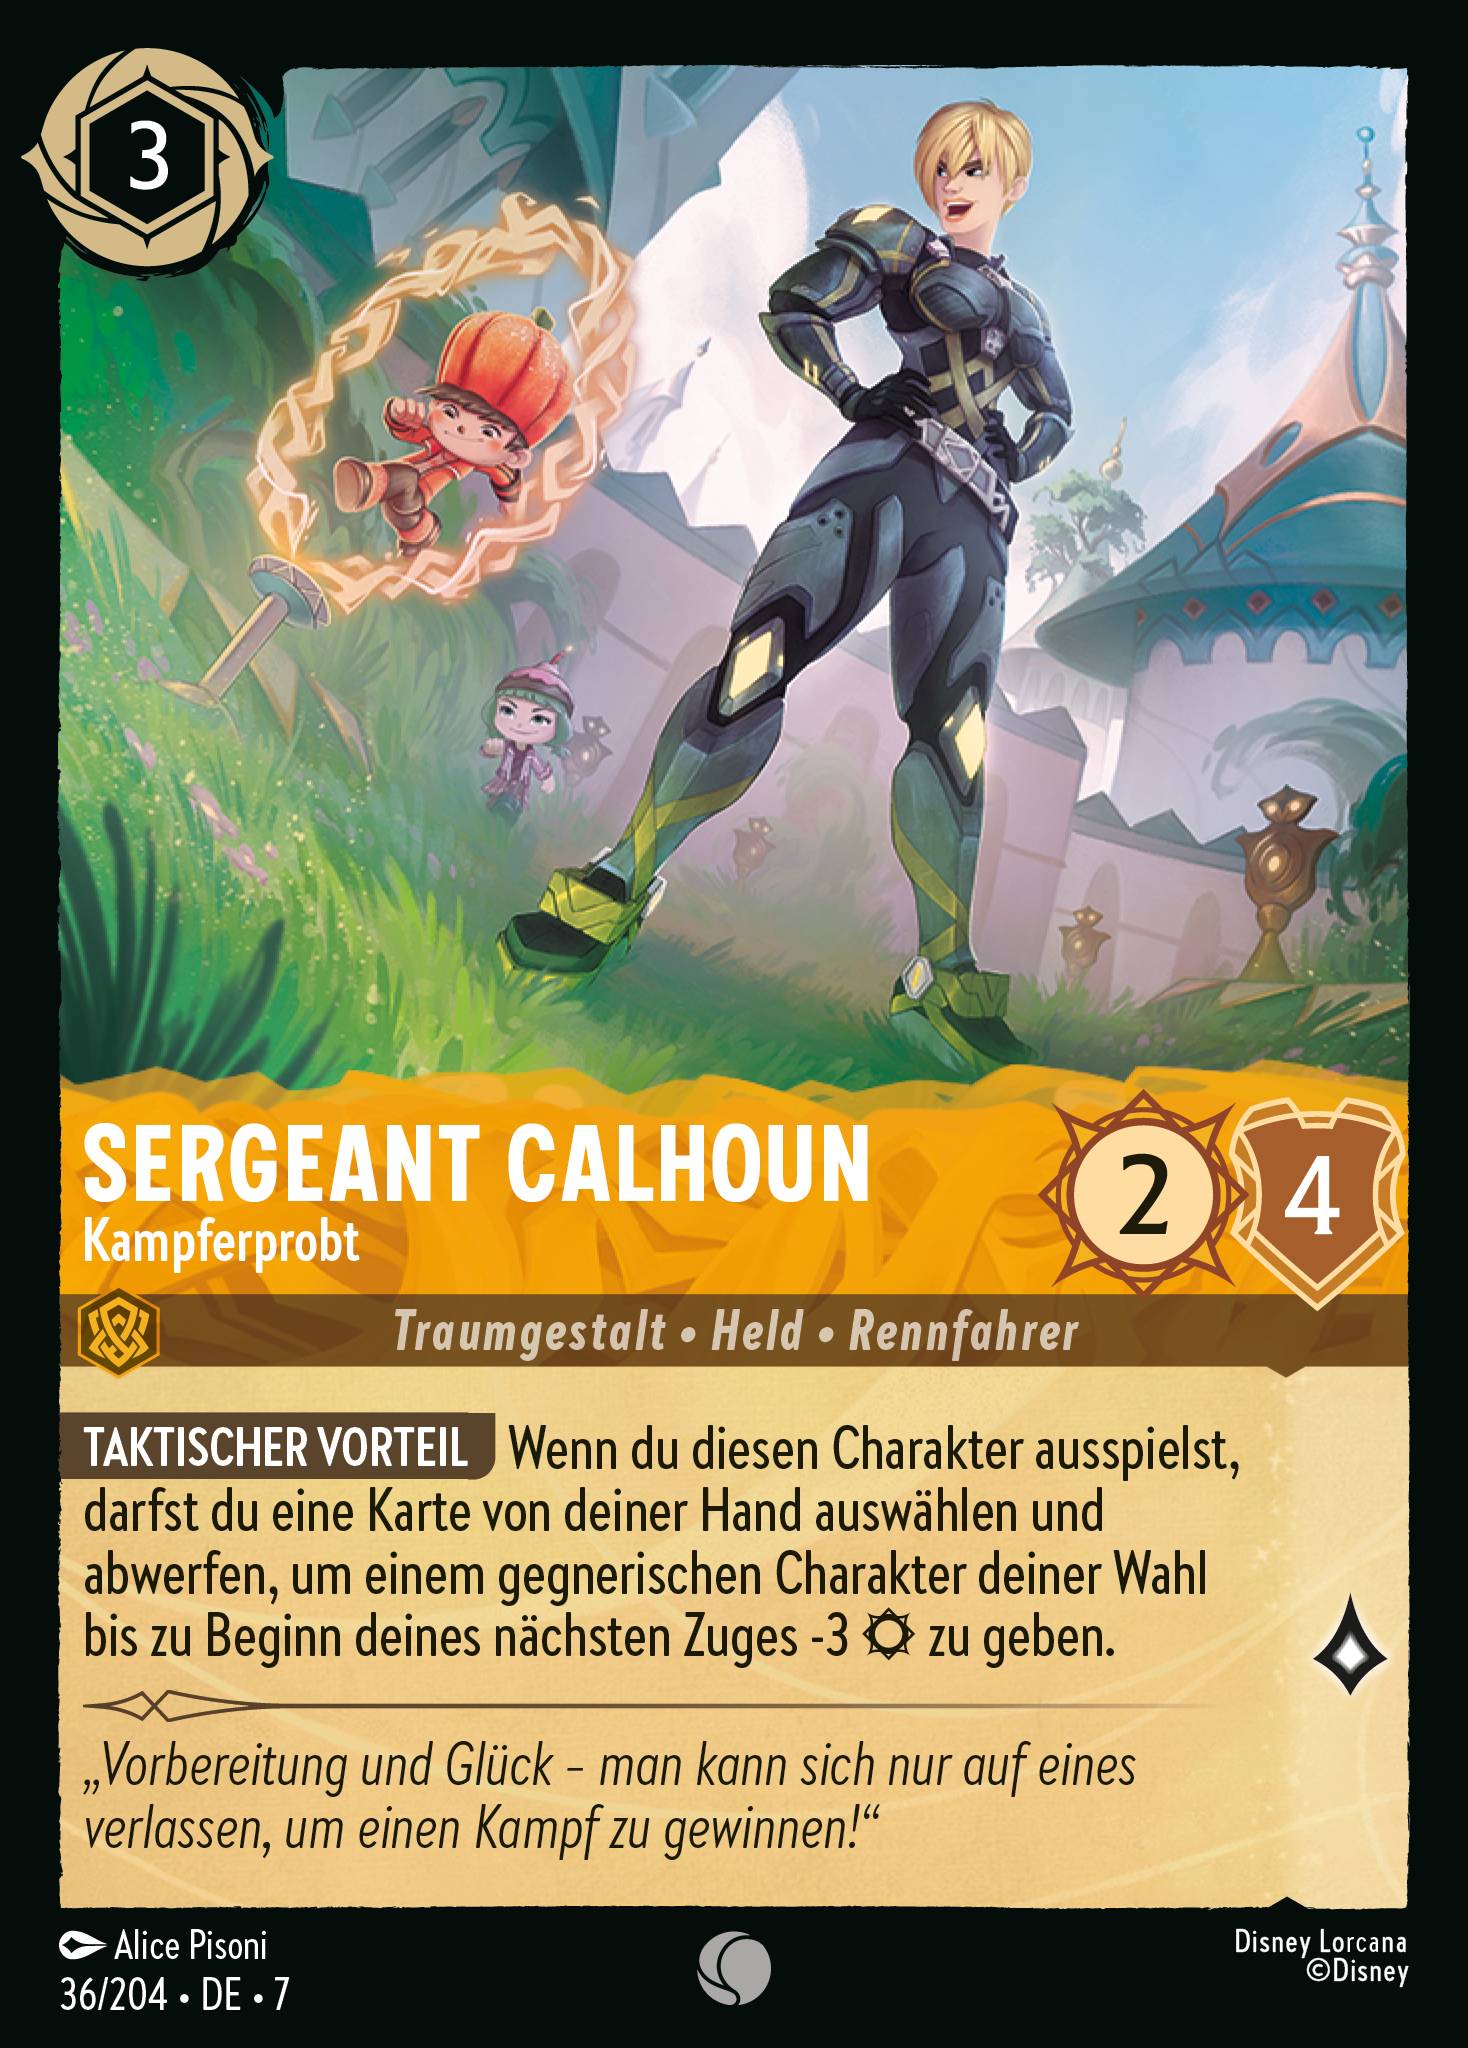 3
SERGEANT CALHOUN
Kampferprobt
2
4
Traumgestalt • Held • Rennfahrer
TAKTISCHER VORTEIL Wenn du diesen Charakter ausspielst,
darfst du eine Karte von deiner Hand auswählen und
abwerfen, um einem gegnerischen Charakter deiner Wahl
bis zu Beginn deines nächsten Zuges -3 zu geben.
„Vorbereitung und Glück – man kann sich nur auf eines
verlassen, um einen Kampf zu gewinnen!“
Alice Pisoni
36/204 • DE • 7
Disney Lorcana
©Disney